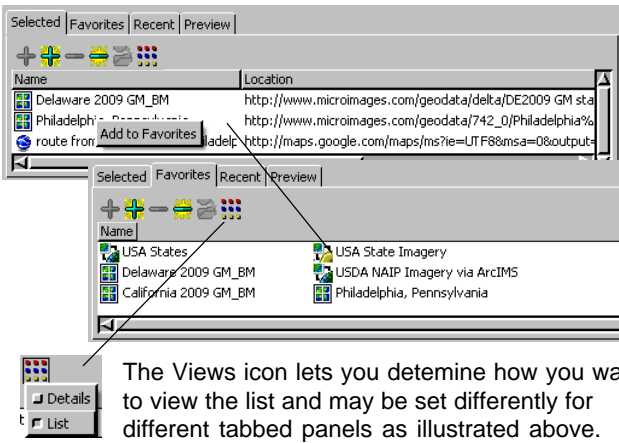 Selected Favorites Recent Preview
Name Location
Delaware 2009 GM_BM http://www.microimages.com/geodata/delta/DE2009 GM sta
Philadelphia, Pennsylvania http://www.microimages.com/geodata/742_0/Philadelphia%
Add to Favorites
route from ladelp http://maps.google.com/maps/ms?ie=UTF8&msa=0&output=
Selected Favorites Recent Preview
Name
USA States USA State Imagery
Delaware 2009 GM_BM USDA NAIP Imagery via ArcIMS
California 2009 GM_BM Philadelphia, Pennsylvania
Details
t List
The Views icon lets you detemine how you wa
to view the list and may be set differently for
different tabbed panels as illustrated above.